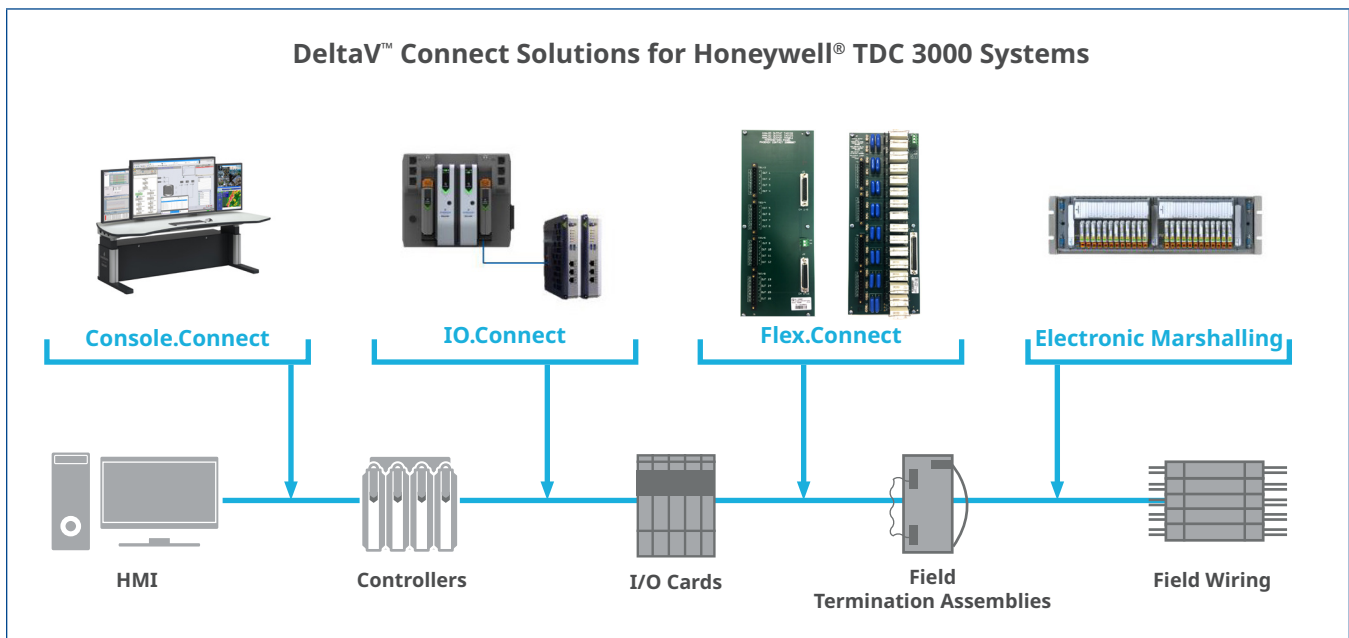 DeltaV™ Connect Solutions for Honeywell® TDC 3000 Systems
Console.Connect
IO.Connect
Flex.Connect
Electronic Marshalling
HMI
Controllers
I/O Cards
Field
Termination Assemblies
Field Wiring